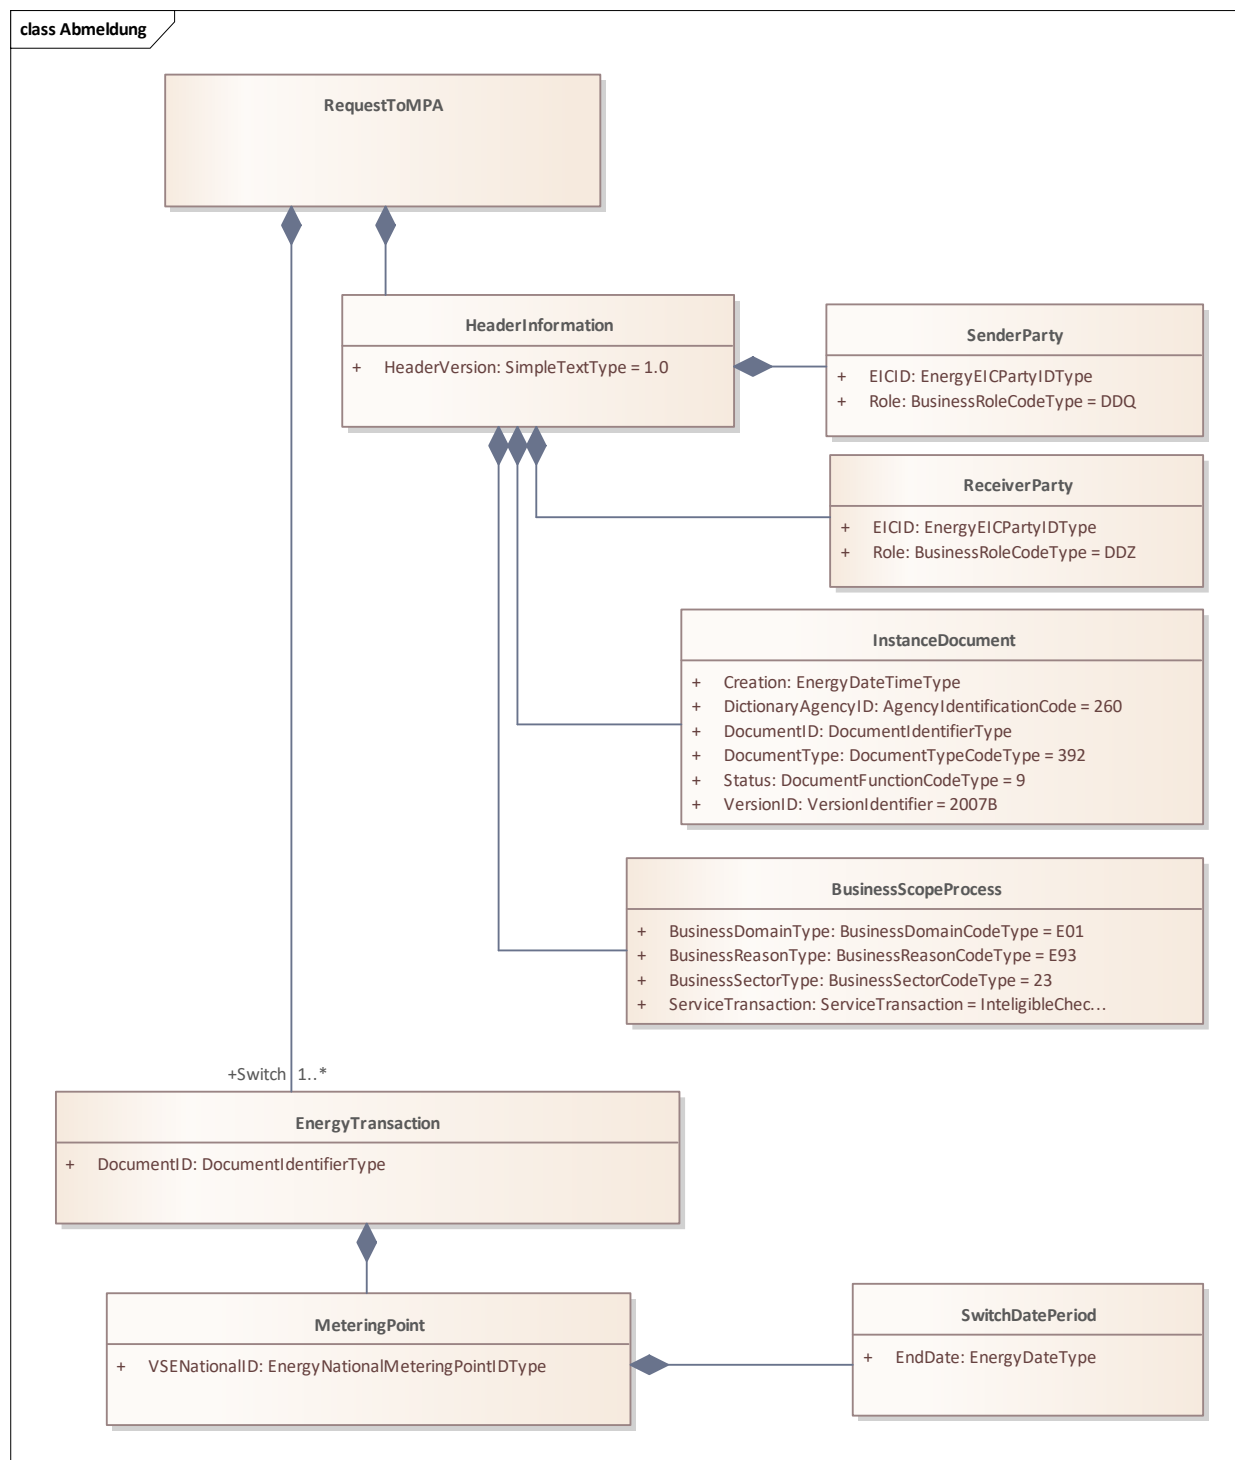 class Abmeldung
RequestToMPA
HeaderInformation
+ HeaderVersion: SimpleTextType = 1.0
SenderParty
+ EICID: EnergyEICPartyIDType
+ Role: BusinessRoleCodeType = DDQ
ReceiverParty
+ EICID: EnergyEICPartyIDType
+ Role: BusinessRoleCodeType = DDZ
InstanceDocument
+ Creation: EnergyDateTimeType
+ DictionaryAgencyID: AgencyIdentificationCode = 260
+ DocumentID: DocumentIdentifierType
+ DocumentType: DocumentTypeCodeType = 392
+ Status: DocumentFunctionCodeType = 9
+ VersionID: VersionIdentifier = 2007B
BusinessScopeProcess
+ BusinessDomainType: BusinessDomainCodeType = E01
+ BusinessReasonType: BusinessReasonCodeType = E93
+ BusinessSectorType: BusinessSectorCodeType = 23
+ ServiceTransaction: ServiceTransaction = InteligibleChec...
+Switch 1..*
EnergyTransaction
+ DocumentID: DocumentIdentifierType
MeteringPoint
+ VSENationalID: EnergyNationalMeteringPointIDType
SwitchDatePeriod
+ EndDate: EnergyDateType